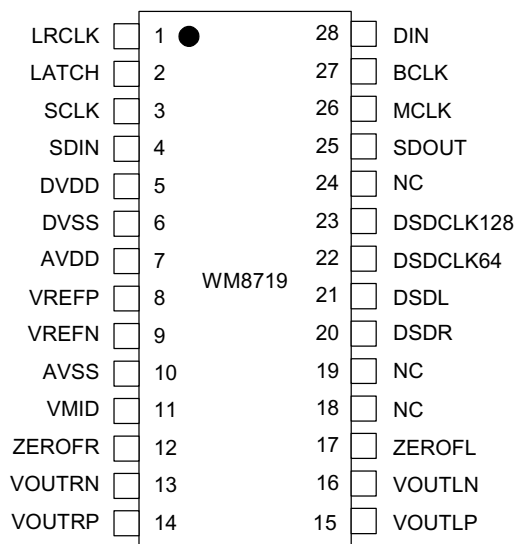 LRCLK 1 28 DIN
LATCH 2 27 BCLK
SCLK 3 26 MCLK
SDIN 4 25 SDOUT
DVDD 5 24 NC
DVSS 6 23 DSDCLK128
AVDD 7 22 DSDCLK64
WM8719
VREFP 8 21 DSDL
VREFN 9 20 DSDR
AVSS 10 19 NC
VMID 11 18 NC
ZEROFR 12 17 ZEROFL
VOUTRN 13 16 VOUTLN
VOUTRP 14 15 VOUTLP